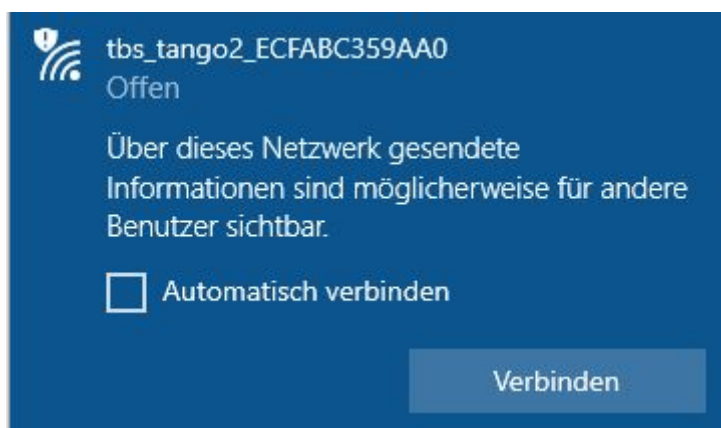 tbs_tango2_ECFABC359AA0
Offen
Über dieses Netzwerk gesendete
Informationen sind möglicherweise für andere
Benutzer sichtbar.
Automatisch verbinden
Verbinden